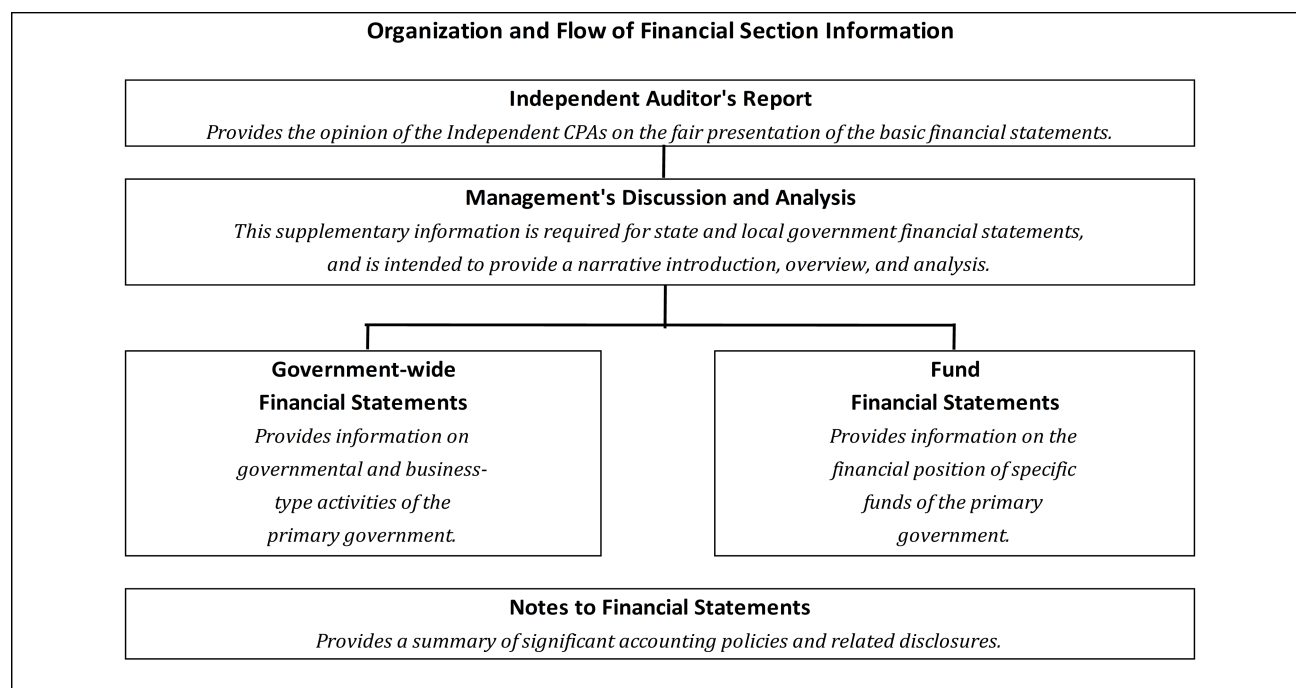 Organization and Flow of Financial Section Information
Independent Auditor's Report
Provides the opinion of the Independent CPAs on the fair presentation of the basic financial statements.
Management's Discussion and Analysis
This supplementary information is required for state and local government financial statements,
and is intended to provide a narrative introduction, overview, and analysis.
Government-wide
Financial Statements
Provides information on
governmental and business-
type activities of the
primary government.
Fund
Financial Statements
Provides information on the
financial position of specific
funds of the primary
government.
Notes to Financial Statements
Provides a summary of significant accounting policies and related disclosures.